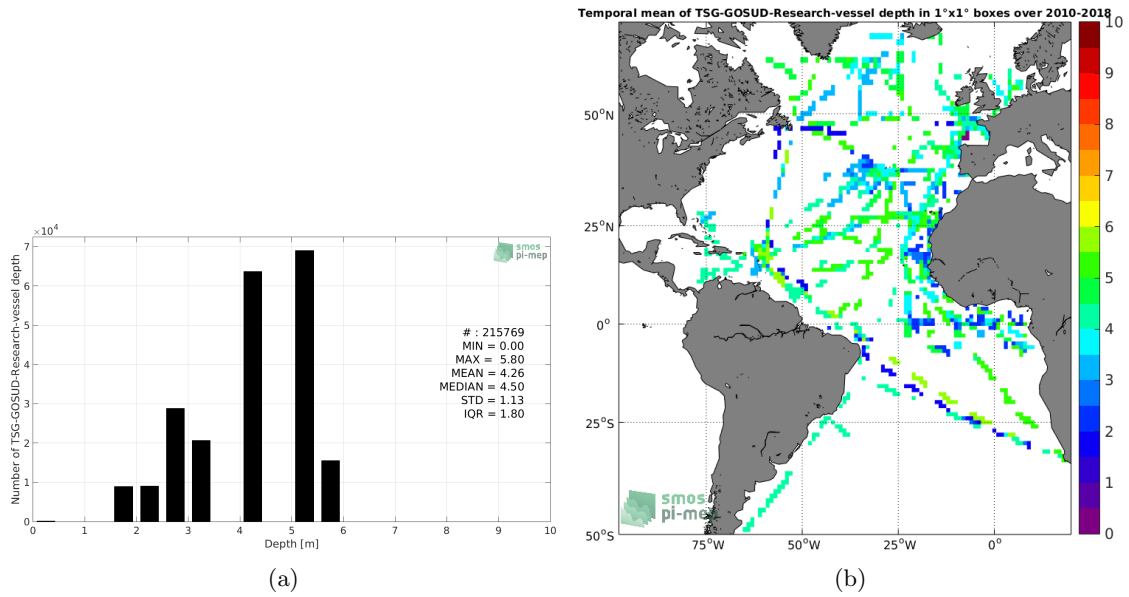 Temporal mean of TSG-GOSUD-Research-vessel depth in 1°x1° boxes over 2010-2018
×10⁴
Number of TSG-GOSUD-Research-vessel depth
7
6
5
4
3
2
1
0
smos
pi-mep
# : 215769
MIN = 0.00
MAX = 5.80
MEAN = 4.26
MEDIAN = 4.50
STD = 1.13
IQR = 1.80
0 1 2 3 4 5 6 7 8 9 10
Depth [m]
(a)
50°N
25°N
0°
25°S
50°S
75°W 50°W 25°W 0°
smos
pi-mep
10
9
8
7
6
5
4
3
2
1
0
(b)